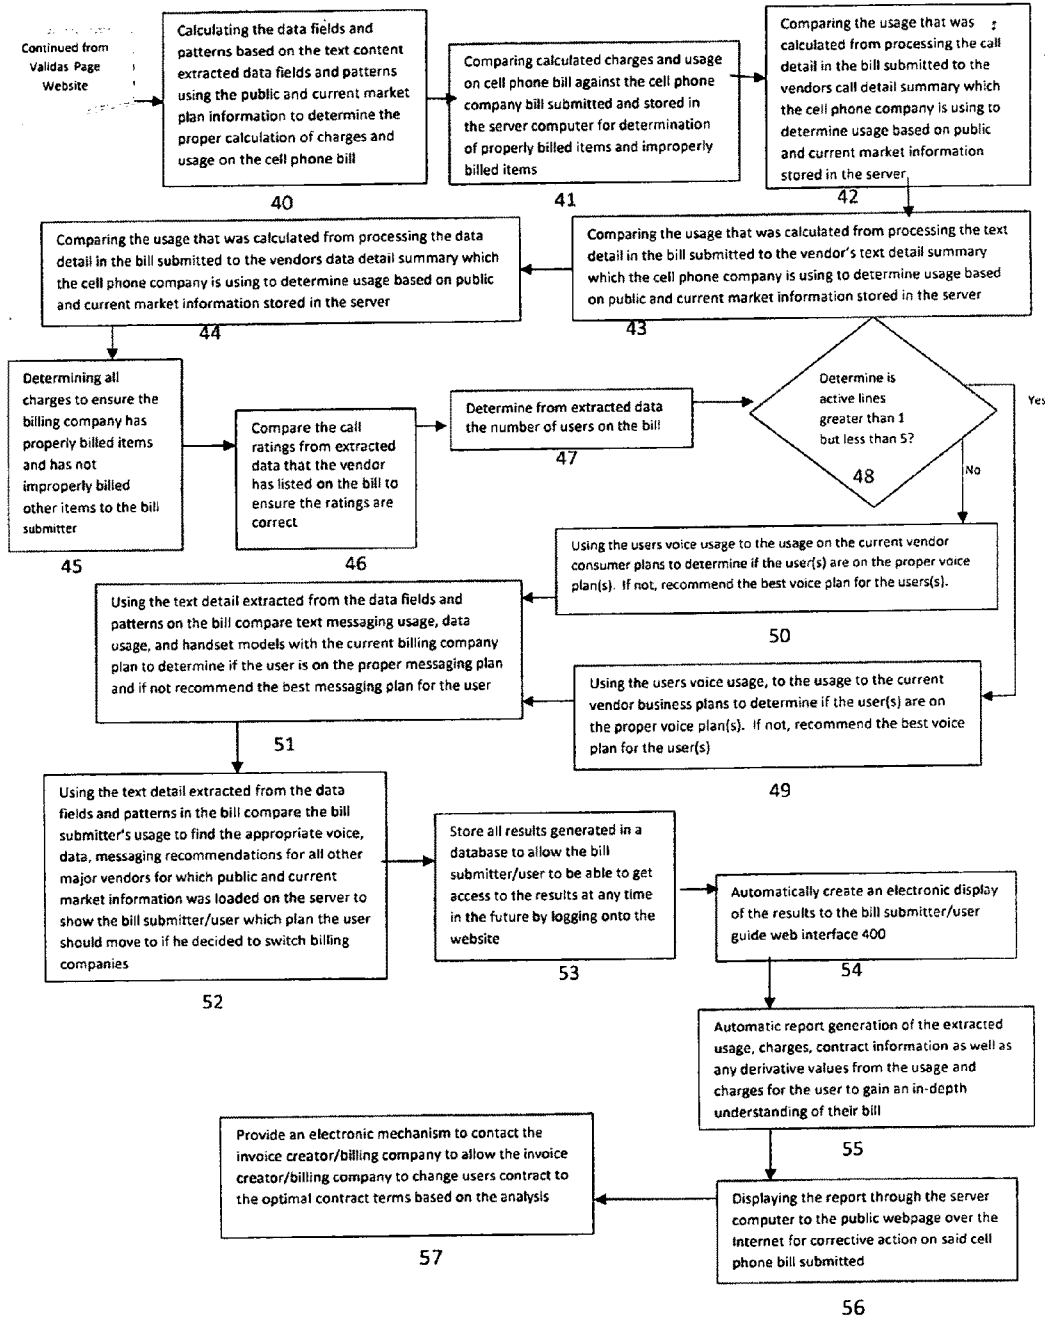 Continued from
Validas Page
Website
Calculating the data fields and
patterns based on the text content
extracted data fields and patterns
using the public and current market
plan information to determine the
proper calculation of charges and
usage on the cell phone bill
40
Comparing calculated charges and usage
on cell phone bill against the cell phone
company bill submitted and stored in
the server computer for determination
of properly billed items and improperly
billed items
41
Comparing the usage that was
calculated from processing the call
detail in the bill submitted to the
vendors call detail summary which
the cell phone company is using to
determine usage based on public
and current market information
stored in the server
42
Comparing the usage that was calculated from processing the text
detail in the bill submitted to the vendor's text detail summary
which the cell phone company is using to determine usage based
on public and current market information stored in the server
43
Comparing the usage that was calculated from processing the data
detail in the bill submitted to the vendors data detail summary which
the cell phone company is using to determine usage based on public
and current market information stored in the server
44
Determining all
charges to ensure the
billing company has
properly billed items
and has not
improperly billed
other items to the bill
submitter
45
Compare the call
ratings from extracted
data that the vendor
has listed on the bill to
ensure the ratings are
correct
46
Determine from extracted data
the number of users on the bill
47
Determine is
active lines
greater than 1
but less than 5?
48
Yes
No
Using the users voice usage to the usage on the current vendor
consumer plans to determine if the user(s) are on the proper voice
plan(s). If not, recommend the best voice plan for the users(s).
50
Using the users voice usage, to the usage to the current
vendor business plans to determine if the user(s) are on
the proper voice plan(s). If not, recommend the best voice
plan for the user(s)
49
Using the text detail extracted from the data fields and
patterns on the bill compare text messaging usage, data
usage, and handset models with the current billing company
plan to determine if the user is on the proper messaging plan
and if not recommend the best messaging plan for the user
51
Using the text detail extracted from the data
fields and patterns in the bill compare the bill
submitter's usage to find the appropriate voice,
data, messaging recommendations for all other
major vendors for which public and current
market information was loaded on the server to
show the bill submitter/user which plan the user
should move to if he decided to switch billing
companies
52
Store all results generated in a
database to allow the bill
submitter/user to be able to get
access to the results at any time
in the future by logging onto the
website
53
Automatically create an electronic display
of the results to the bill submitter/user
guide web interface 400
54
Automatic report generation of the extracted
usage, charges, contract information as well as
any derivative values from the usage and
charges for the user to gain an in-depth
understanding of their bill
55
Displaying the report through the server
computer to the public webpage over the
Internet for corrective action on said cell
phone bill submitted
56
Provide an electronic mechanism to contact the
invoice creator/billing company to allow the invoice
creator/billing company to change users contract to
the optimal contract terms based on the analysis
57